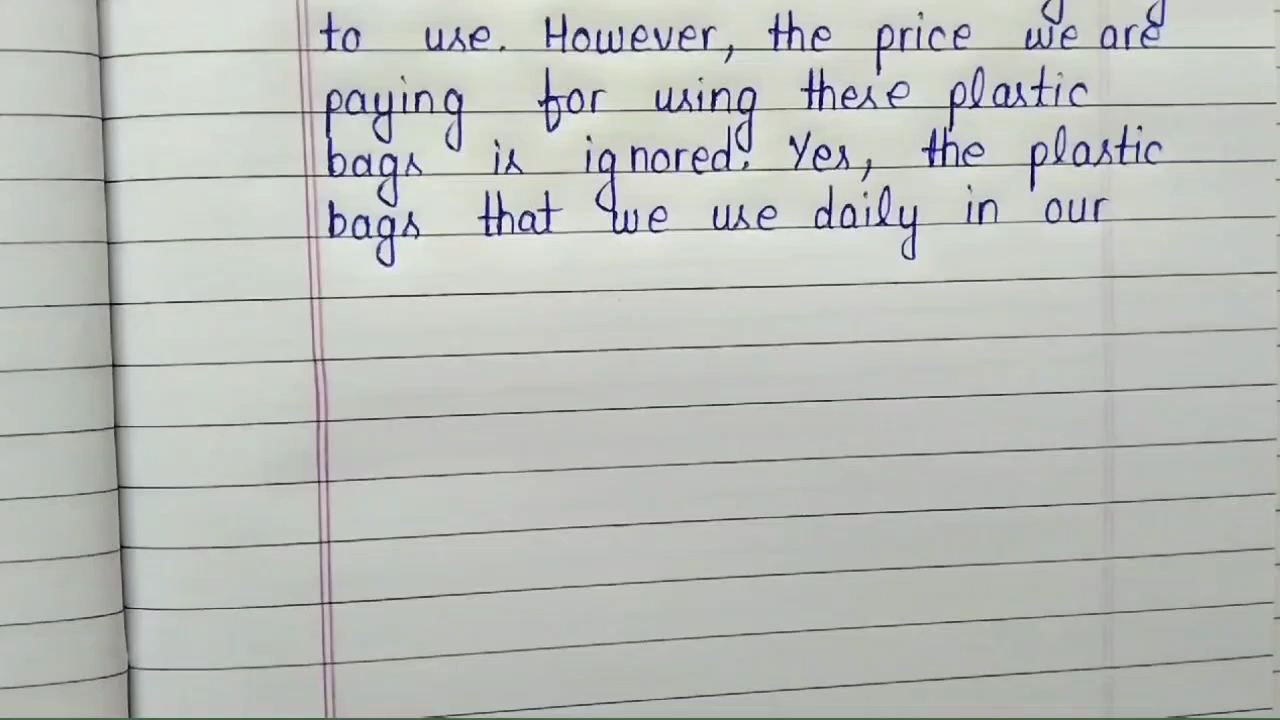 to use. However, the price we are
paying for using these plastic
bags is ignored. Yes, the plastic
bags that we use daily in our